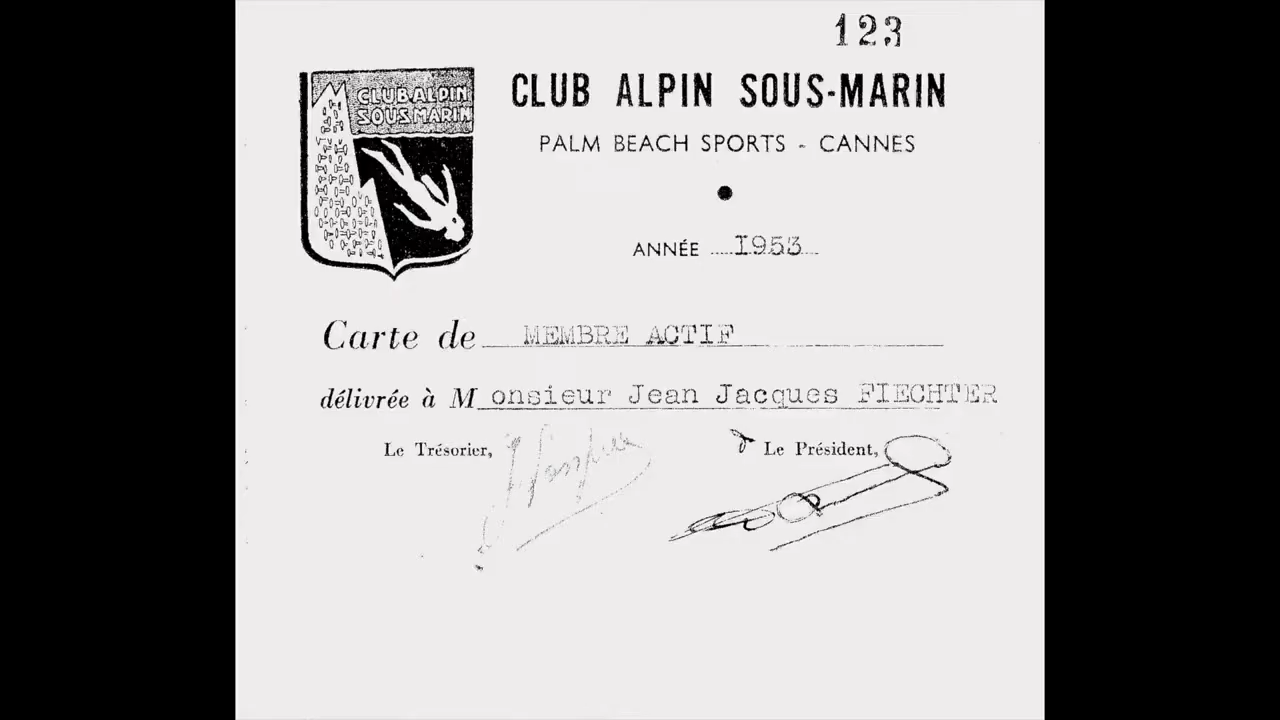 123
CLUB ALPIN
SOUS MARIN
CLUB ALPIN SOUS-MARIN
PALM BEACH SPORTS - CANNES
ANNÉE 1953
Carte de MEMBRE ACTIF
délivrée à Monsieur Jean Jacques FIECHTER
Le Trésorier,
Le Président,